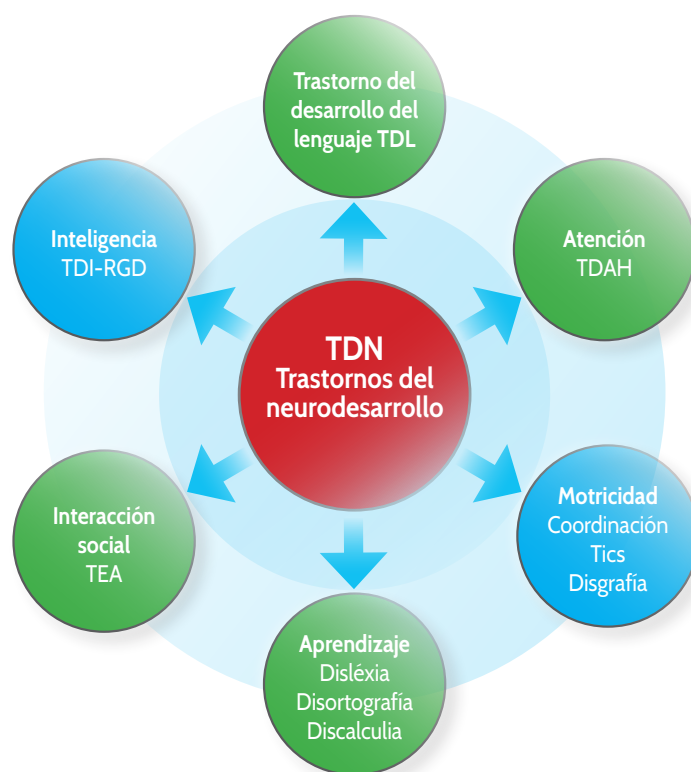 Trastorno del
desarrollo del
lenguaje TDL
Inteligencia
TDI-RGD
Atención
TDAH
TDN
Trastornos del
neurodesarrollo
Interacción
social
TEA
Motricidad
Coordinación
Tics
Disgrafía
Aprendizaje
Disléxia
Disortografía
Discalculia